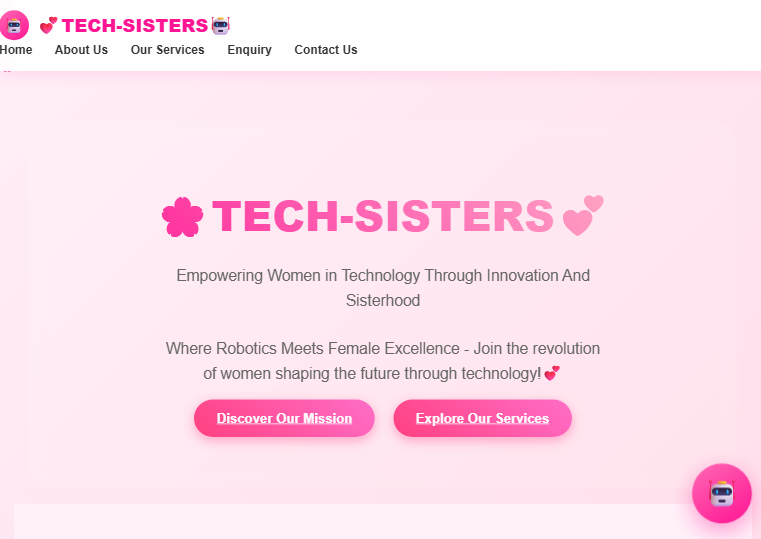 💕TECH-SISTERS🤖
Home About Us Our Services Enquiry Contact Us
🌸TECH-SISTERS💕
Empowering Women in Technology Through Innovation And
Sisterhood
Where Robotics Meets Female Excellence - Join the revolution
of women shaping the future through technology!💕
Discover Our Mission Explore Our Services